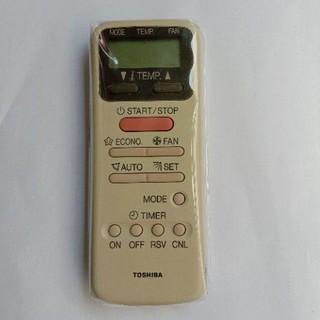 MODE TEMP. FAN
▼ TEMP. ▲
START/STOP
ECONO. FAN
AUTO SET
MODE
TIMER
ON OFF RSV CNL
TOSHIBA